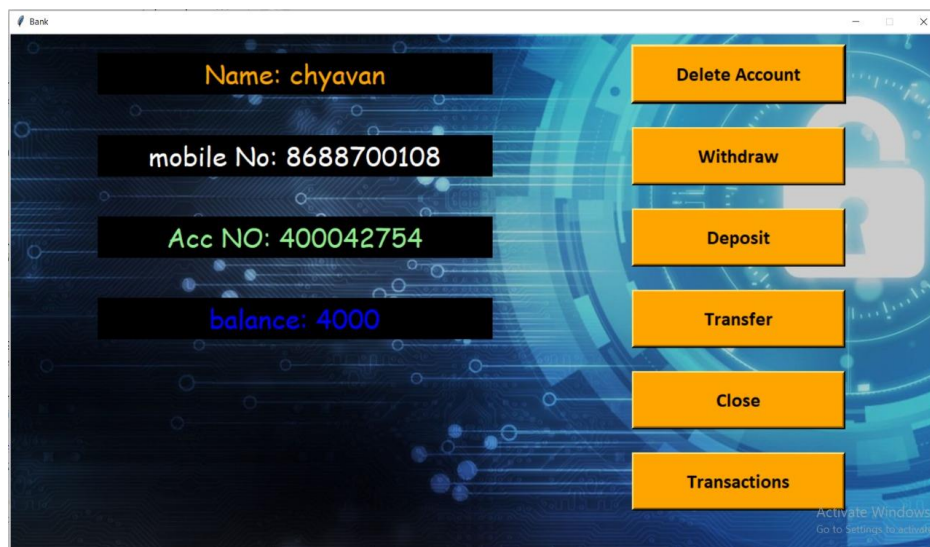 Bank
Name: chyavan
Delete Account
mobile No: 8688700108
Withdraw
Acc NO: 400042754
Deposit
balance: 4000
Transfer
Close
Transactions
Activate Windows
Go to Settings to activate